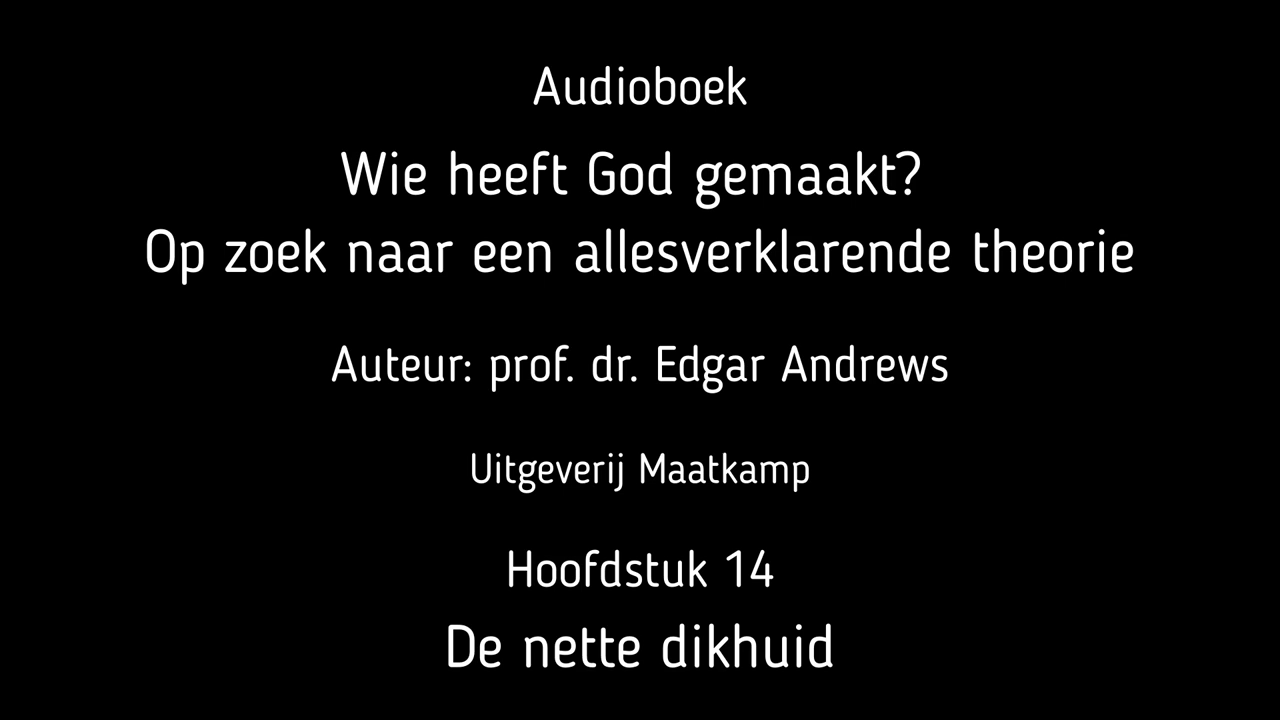 Audioboek
Wie heeft God gemaakt?
Op zoek naar een allesverklarende theorie
Auteur: prof. dr. Edgar Andrews
Uitgeverij Maatkamp
Hoofdstuk 14
De nette dikhuid